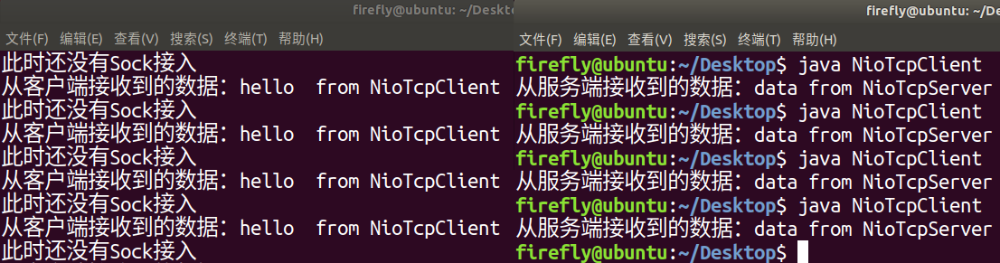 firefly@ubuntu: ~/Deskto
文件(F) 编辑(E) 查看(V) 搜索(S) 终端(T) 帮助(H)
此时还没有Sock接入
从客户端接收到的数据：hello  from NioTcpClient
此时还没有Sock接入
从客户端接收到的数据：hello  from NioTcpClient
此时还没有Sock接入
从客户端接收到的数据：hello  from NioTcpClient
此时还没有Sock接入
从客户端接收到的数据：hello  from NioTcpClient
此时还没有Sock接入
firefly@ubuntu: ~/De
文件(F) 编辑(E) 查看(V) 搜索(S) 终端(T) 帮助(H)
firefly@ubuntu:~/Desktop$ java NioTcpClient
从服务端接收到的数据：data from NioTcpServer
firefly@ubuntu:~/Desktop$ java NioTcpClient
从服务端接收到的数据：data from NioTcpServer
firefly@ubuntu:~/Desktop$ java NioTcpClient
从服务端接收到的数据：data from NioTcpServer
firefly@ubuntu:~/Desktop$ java NioTcpClient
从服务端接收到的数据：data from NioTcpServer
firefly@ubuntu:~/Desktop$